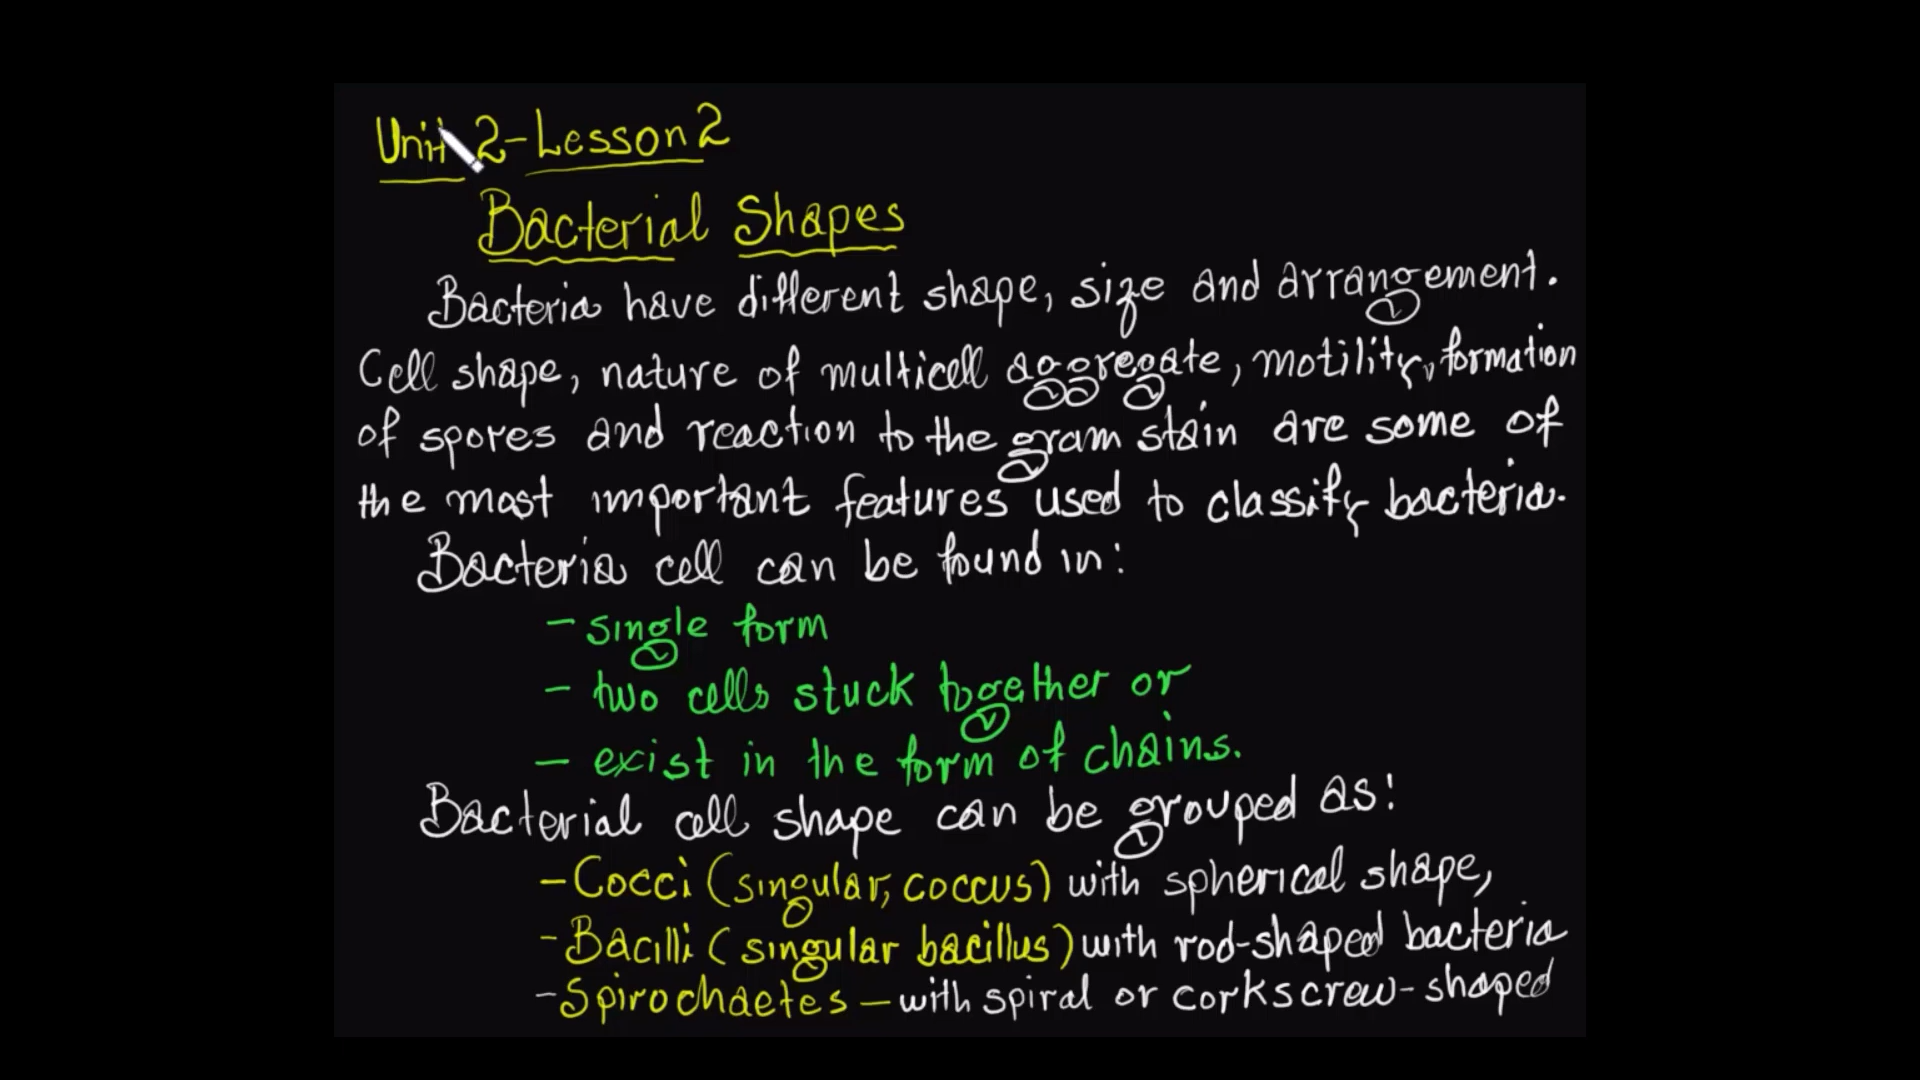 Unit 2-Lesson 2
Bacterial Shapes
Bacteria have different shape, size and arrangement.
Cell shape, nature of multicell aggregate, motility, formation
of spores and reaction to the gram stain are some of
the most important features used to classify bacteria.
Bacteria cell can be found in:
- single form
- two cells stuck together or
- exist in the form of chains.
Bacterial cell shape can be grouped as:
- Cocci (singular, coccus) with spherical shape,
- Bacilli (singular bacillus) with rod-shaped bacteria
- Spirochaetes - with spiral or corkscrew-shaped